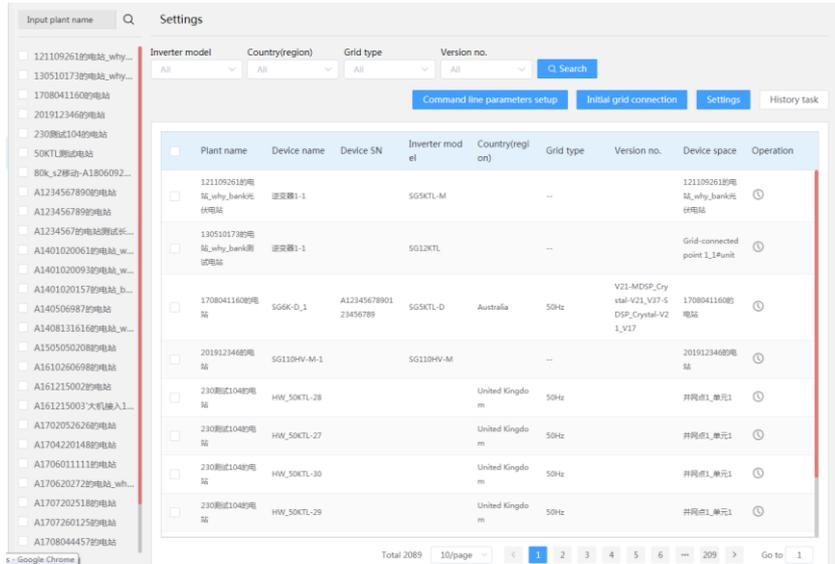 Input plant name
Settings
Inverter model
Country(region)
Grid type
Version no.
All
All
All
All
Search
Command line parameters setup
Initial grid connection
Settings
History task
121109261的电站_why...
130510173的电站_why...
1708041160的电站
201912346的电站
230测试104的电站
50KTL测试电站
80k_s2移动-A1806092...
A1234567890的电站
A123456789的电站
A1234567的电站测试长...
A1401020061的电站_w...
A1401020093的电站_w...
A1401020157的电站_b...
A140506987的电站
A1408131616的电站_w...
A1505050208的电站
A1610260698的电站
A161215002的电站
A161215003'大机接入1...
A1702052626的电站
A1704220148的电站
A1706011111的电站
A170620272的电站_wh...
A1707202518的电站
A1707260125的电站
A1708044457的电站
s - Google Chrome
Plant name
Device name
Device SN
Inverter mod
el
Country(regi
on)
Grid type
Version no.
Device space
Operation
121109261的电
站_why_bank光
伏电站
逆变器1-1
SG5KTL-M
--
121109261的电
站_why_bank光
伏电站
130510173的电
站_why_bank测
试电站
逆变器1-1
SG12KTL
--
Grid-connected
point 1_1#unit
1708041160的电
站
SG6K-D_1
A12345678901
23456789
SG5KTL-D
Australia
50Hz
V21-MDSP_Cry
stal-V21_V37-S
DSP_Crystal-V2
1_V17
1708041160的
电站
201912346的电
站
SG110HV-M-1
SG110HV-M
--
201912346的电
站
230测试104的电
站
HW_50KTL-28
United Kingdo
m
50Hz
并网点1_单元1
230测试104的电
站
HW_50KTL-27
United Kingdo
m
50Hz
并网点1_单元1
230测试104的电
站
HW_50KTL-30
United Kingdo
m
50Hz
并网点1_单元1
230测试104的电
站
HW_50KTL-29
United Kingdo
m
50Hz
并网点1_单元1
Total 2089
10/page
1
2
3
4
5
6
...
209
Go to
1